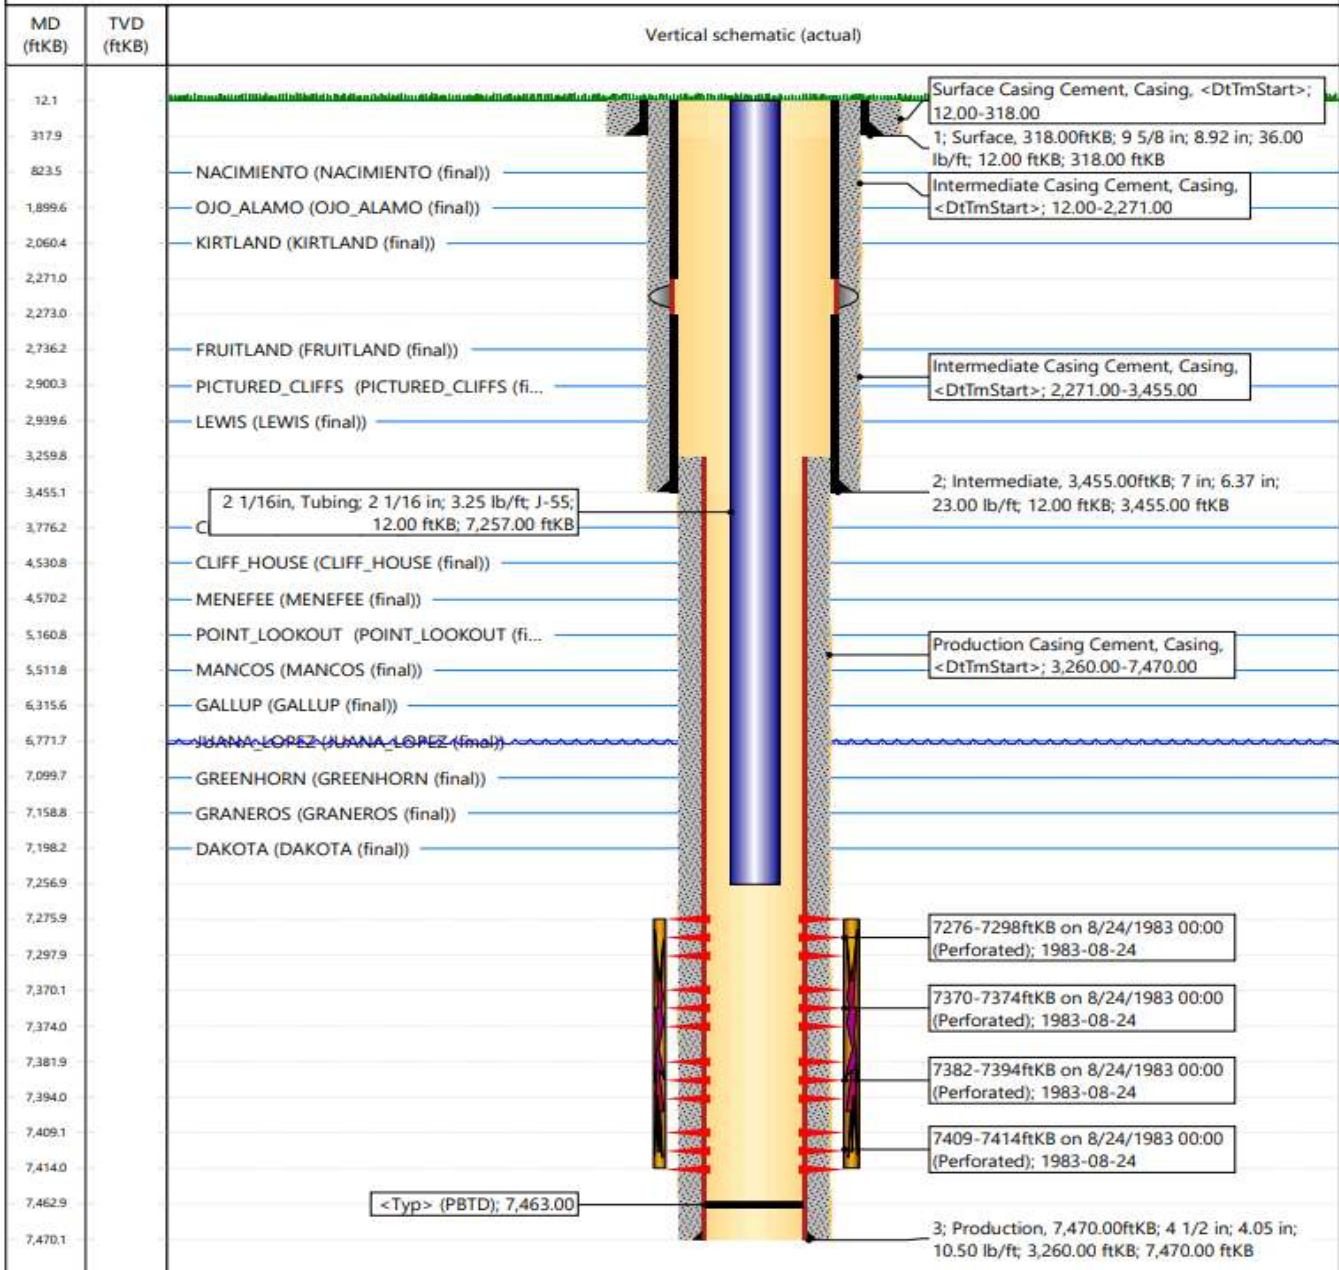 MD
(ftKB)
TVD
(ftKB)
Vertical schematic (actual)
12.1
317.9
823.5
1,899.6
2,060.4
2,271.0
2,273.0
2,736.2
2,900.3
2,939.6
3,259.8
3,455.1
3,776.2
4,530.8
4,570.2
5,160.8
5,511.8
6,315.6
6,771.7
7,099.7
7,158.8
7,198.2
7,256.9
7,275.9
7,297.9
7,370.1
7,374.0
7,381.9
7,394.0
7,409.1
7,414.0
7,462.9
7,470.1
NACIMIENTO (NACIMIENTO (final))
OJO_ALAMO (OJO_ALAMO (final))
KIRTLAND (KIRTLAND (final))
FRUITLAND (FRUITLAND (final))
PICTURED_CLIFFS (PICTURED_CLIFFS (fi...
LEWIS (LEWIS (final))
2 1/16in, Tubing; 2 1/16 in; 3.25 lb/ft; J-55;
12.00 ftKB; 7,257.00 ftKB
C
CLIFF_HOUSE (CLIFF_HOUSE (final))
MENEFEE (MENEFEE (final))
POINT_LOOKOUT (POINT_LOOKOUT (fi...
MANCOS (MANCOS (final))
GALLUP (GALLUP (final))
JUANA_LOPEZ (JUANA_LOPEZ (final))
GREENHORN (GREENHORN (final))
GRANEROS (GRANEROS (final))
DAKOTA (DAKOTA (final))
<Typ> (PBTD); 7,463.00
Surface Casing Cement, Casing, <DtTmStart>;
12.00-318.00
1; Surface, 318.00ftKB; 9 5/8 in; 8.92 in; 36.00
lb/ft; 12.00 ftKB; 318.00 ftKB
Intermediate Casing Cement, Casing,
<DtTmStart>; 12.00-2,271.00
Intermediate Casing Cement, Casing,
<DtTmStart>; 2,271.00-3,455.00
2; Intermediate, 3,455.00ftKB; 7 in; 6.37 in;
23.00 lb/ft; 12.00 ftKB; 3,455.00 ftKB
Production Casing Cement, Casing,
<DtTmStart>; 3,260.00-7,470.00
7276-7298ftKB on 8/24/1983 00:00
(Perforated); 1983-08-24
7370-7374ftKB on 8/24/1983 00:00
(Perforated); 1983-08-24
7382-7394ftKB on 8/24/1983 00:00
(Perforated); 1983-08-24
7409-7414ftKB on 8/24/1983 00:00
(Perforated); 1983-08-24
3; Production, 7,470.00ftKB; 4 1/2 in; 4.05 in;
10.50 lb/ft; 3,260.00 ftKB; 7,470.00 ftKB